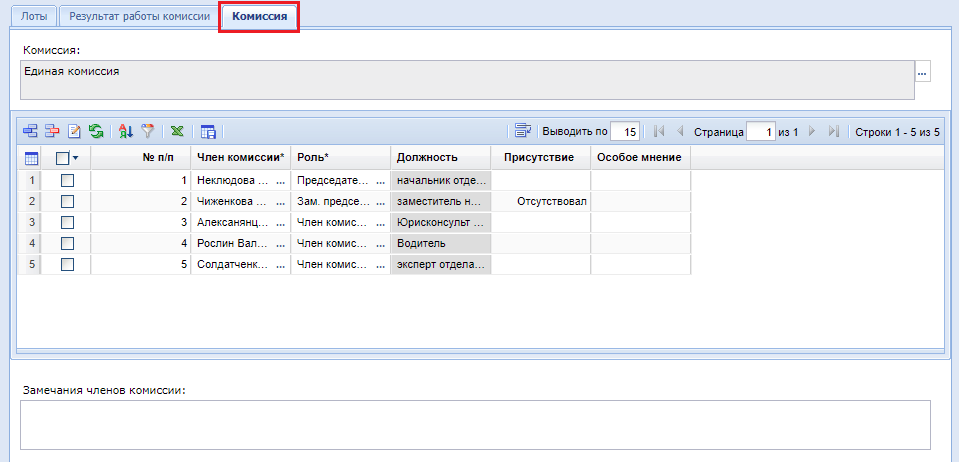 Лоты Результат работы комиссии Комиссия
Комиссия:
Единая комиссия ...
Выводить по 15 Страница 1 из 1 Строки 1 - 5 из 5
№ п/п Член комиссии* Роль* Должность Присутствие Особое мнение
1 1 Неклюдова ... ... Председате... ... начальник отде...
2 2 Чиженкова ... ... Зам. предсе... ... заместитель н... Отсутствовал
3 3 Алексанянц... ... Член комис... ... Юрисконсульт ...
4 4 Рослин Вал... ... Член комис... ... Водитель
5 5 Солдатченк... ... Член комис... ... эксперт отдела...
Замечания членов комиссии: